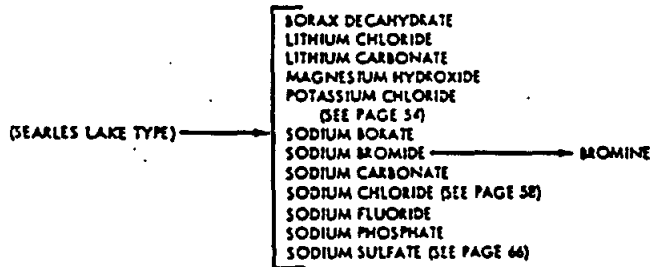 BORAX DECAHYDRATE
LITHIUM CHLORIDE
LITHIUM CARBONATE
MAGNESIUM HYDROXIDE
POTASSIUM CHLORIDE
(SEE PAGE 54)
(SEARLES LAKE TYPE)
SODIUM BORATE
SODIUM BROMIDE
BROMINE
SODIUM CARBONATE
SODIUM CHLORIDE (SEE PAGE 58)
SODIUM FLUORIDE
SODIUM PHOSPHATE
SODIUM SULFATE (SEE PAGE 66)